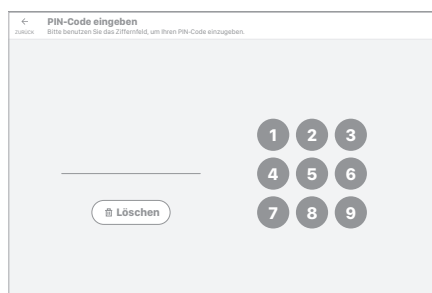 PIN-Code eingeben
ZURÜCK
Bitte benutzen Sie das Ziffernfeld, um Ihren PIN-Code einzugeben.
1 2 3
4 5 6
Löschen
7 8 9